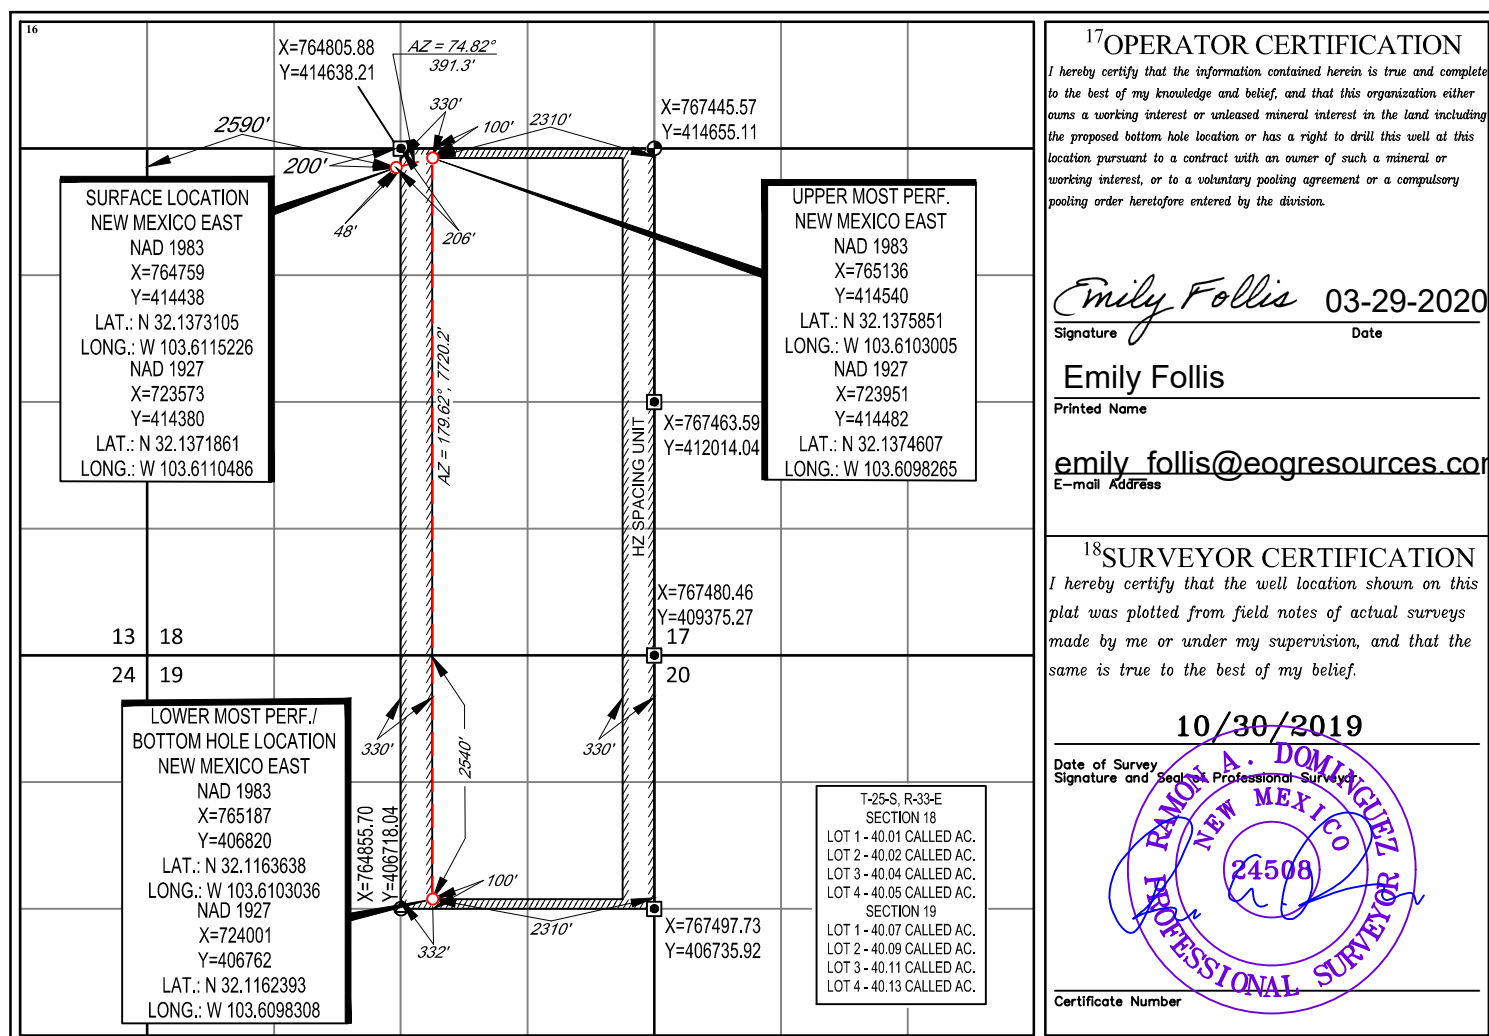 16
X=764805.88
Y=414638.21
AZ = 74.82°
391.3'
330'
100'
2310'
X=767445.57
Y=414655.11
2590'
200'
48'
206'
SURFACE LOCATION
NEW MEXICO EAST
NAD 1983
X=764759
Y=414438
LAT.: N 32.1373105
LONG.: W 103.6115226
NAD 1927
X=723573
Y=414380
LAT.: N 32.1371861
LONG.: W 103.6110486
UPPER MOST PERF.
NEW MEXICO EAST
NAD 1983
X=765136
Y=414540
LAT.: N 32.1375851
LONG.: W 103.6103005
NAD 1927
X=723951
Y=414482
LAT.: N 32.1374607
LONG.: W 103.6098265
AZ = 179.62°, 7720.2'
HZ SPACING UNIT
X=767463.59
Y=412014.04
X=767480.46
Y=409375.27
13 18
17
24 19
20
LOWER MOST PERF./
BOTTOM HOLE LOCATION
NEW MEXICO EAST
NAD 1983
X=765187
Y=406820
LAT.: N 32.1163638
LONG.: W 103.6103036
NAD 1927
X=724001
Y=406762
LAT.: N 32.1162393
LONG.: W 103.6098308
330'
2540'
330'
X=764855.70
Y=406718.04
100'
2310'
332'
X=767497.73
Y=406735.92
T-25-S, R-33-E
SECTION 18
LOT 1 - 40.01 CALLED AC.
LOT 2 - 40.02 CALLED AC.
LOT 3 - 40.04 CALLED AC.
LOT 4 - 40.05 CALLED AC.
SECTION 19
LOT 1 - 40.07 CALLED AC.
LOT 2 - 40.09 CALLED AC.
LOT 3 - 40.11 CALLED AC.
LOT 4 - 40.13 CALLED AC.
17OPERATOR CERTIFICATION
I hereby certify that the information contained herein is true and complete
to the best of my knowledge and belief, and that this organization either
owns a working interest or unleased mineral interest in the land including
the proposed bottom hole location or has a right to drill this well at this
location pursuant to a contract with an owner of such a mineral or
working interest, or to a voluntary pooling agreement or a compulsory
pooling order heretofore entered by the division.
Emily Follis 03-29-2020
Signature Date
Emily Follis
Printed Name
emily_follis@eogresources.com
E-mail Address
18SURVEYOR CERTIFICATION
I hereby certify that the well location shown on this
plat was plotted from field notes of actual surveys
made by me or under my supervision, and that the
same is true to the best of my belief.
10/30/2019
Date of Survey
Signature and Seal of Professional Surveyor
RAMON A. DOMINGUEZ
NEW MEXICO
24508
PROFESSIONAL SURVEYOR
Certificate Number